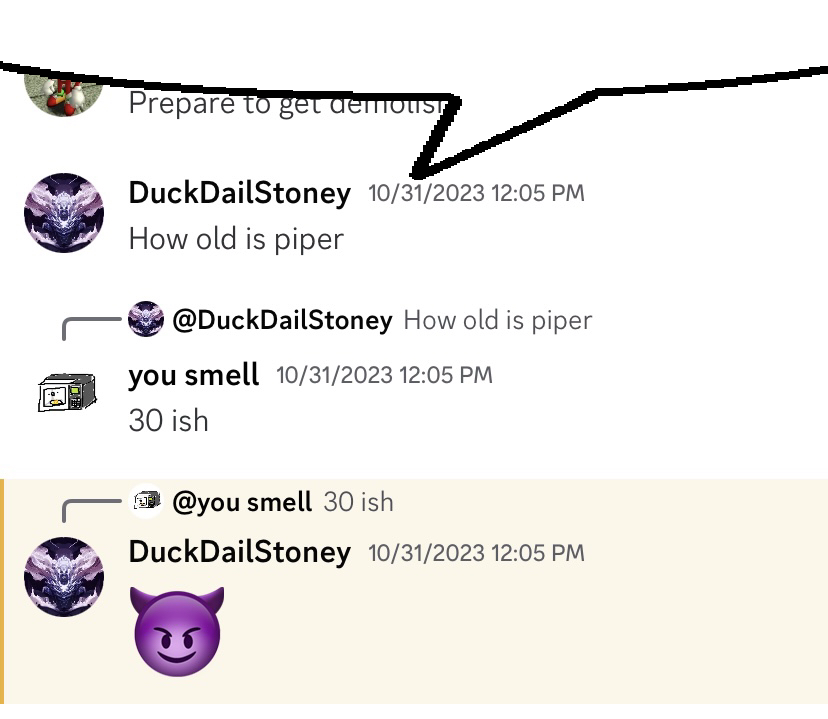 Prepare to get
DuckDailStoney 10/31/2023 12:05 PM
How old is piper
@DuckDailStoney How old is piper
you smell 10/31/2023 12:05 PM
30 ish
@you smell 30 ish
DuckDailStoney 10/31/2023 12:05 PM